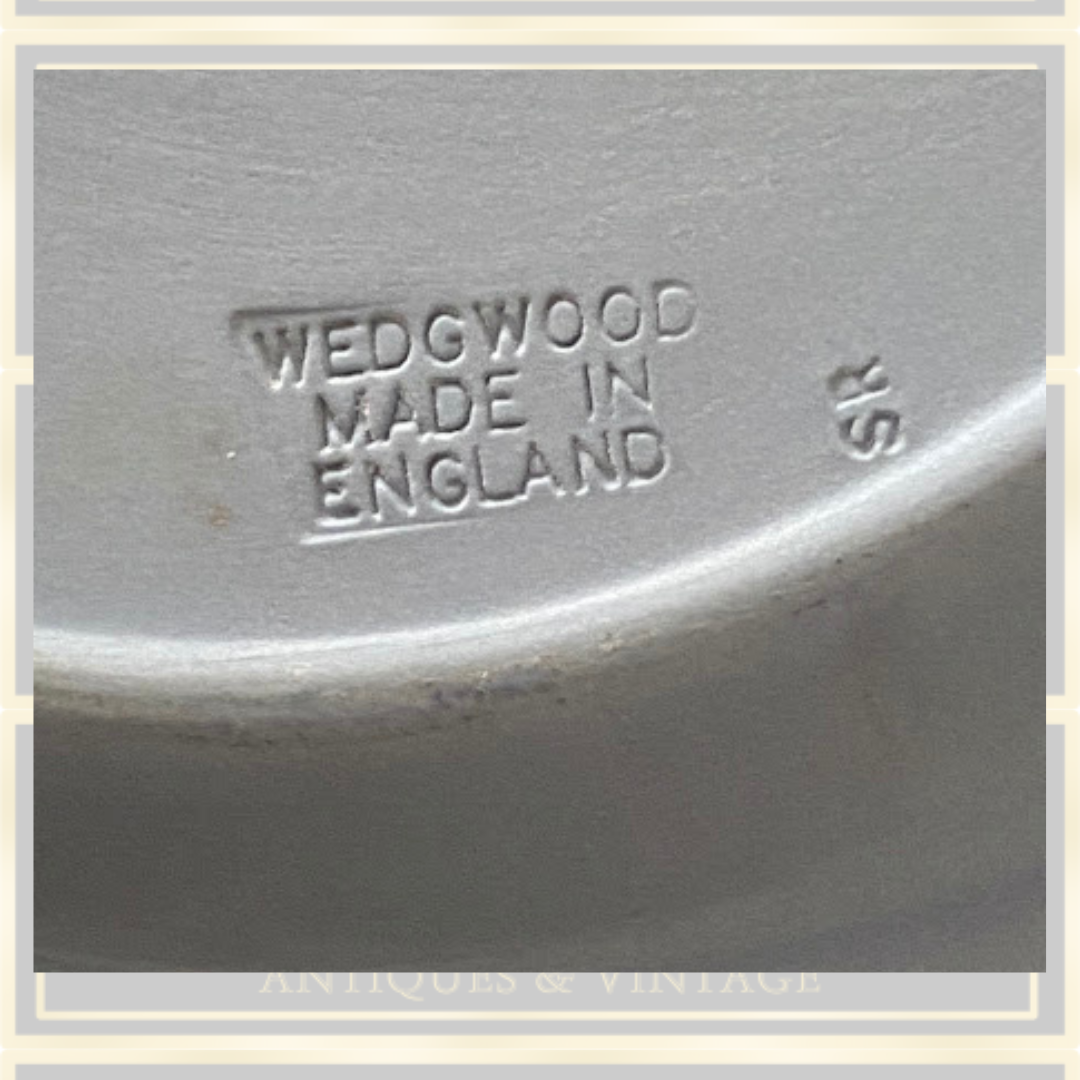 WEDGWOOD
MADE IN
ENGLAND
SR
ANTIQUES & VINTAGE